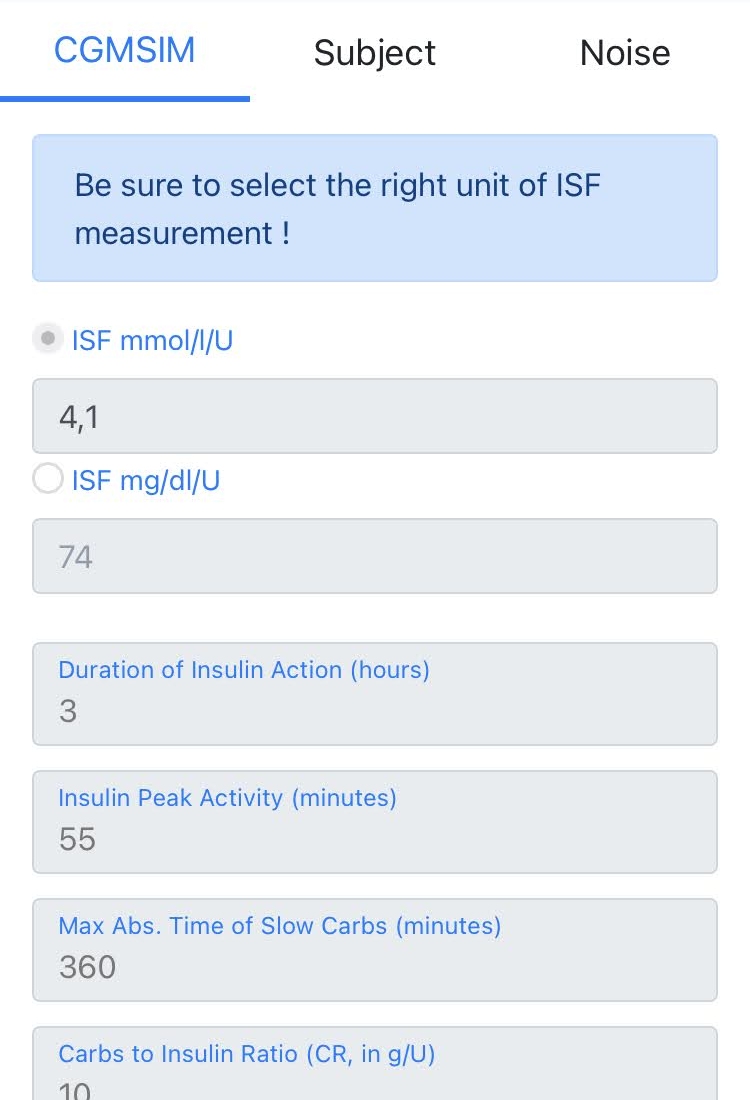 CGMSIM Subject Noise
Be sure to select the right unit of ISF
measurement !
ISF mmol/l/U
4,1
ISF mg/dl/U
74
Duration of Insulin Action (hours)
3
Insulin Peak Activity (minutes)
55
Max Abs. Time of Slow Carbs (minutes)
360
Carbs to Insulin Ratio (CR, in g/U)
10